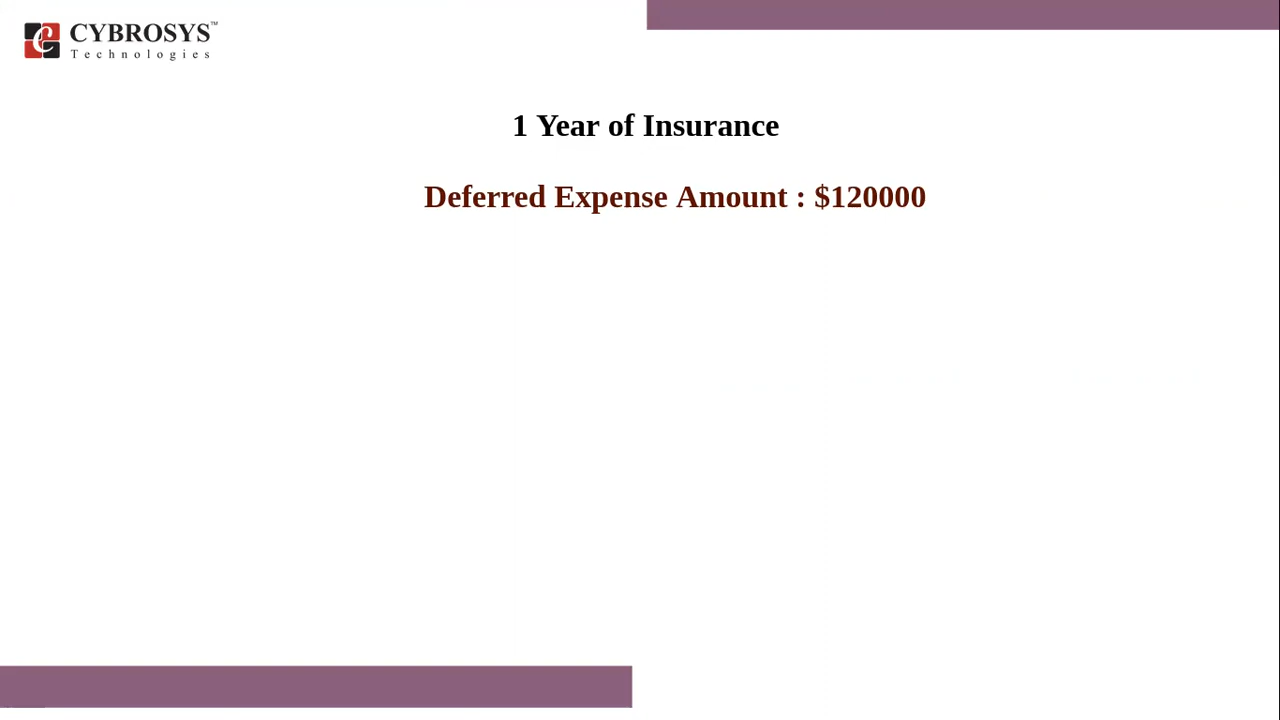 CYBROSYS™
Technologies
1 Year of Insurance
Deferred Expense Amount : $120000